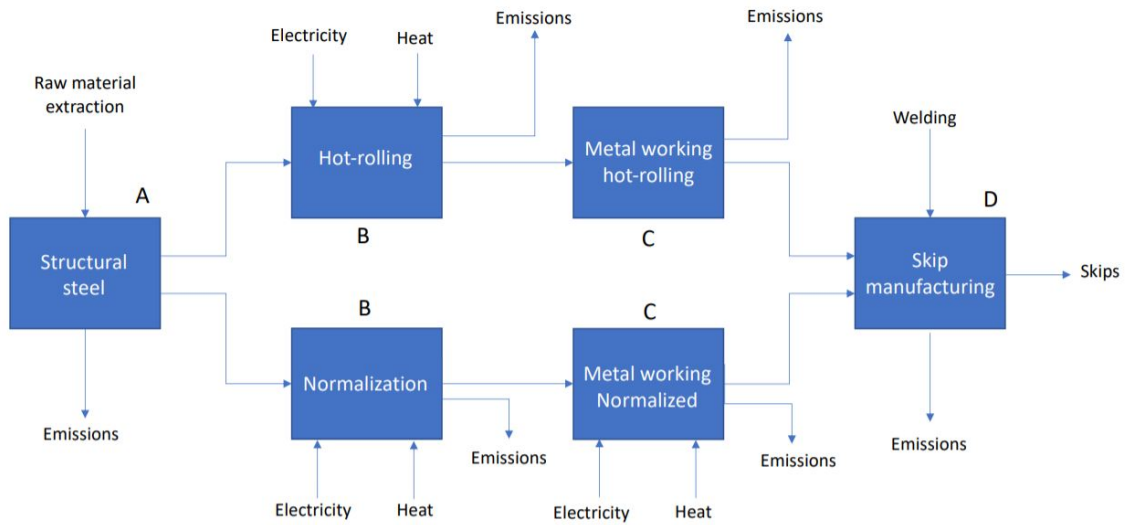 Emissions
Emissions
Electricity
Heat
Raw material
extraction
Welding
Hot-rolling
Metal working
hot-rolling
A
D
B
C
Structural
steel
Skip
manufacturing
Skips
B
C
Normalization
Metal working
Normalized
Emissions
Emissions
Emissions
Emissions
Electricity
Heat
Electricity
Heat